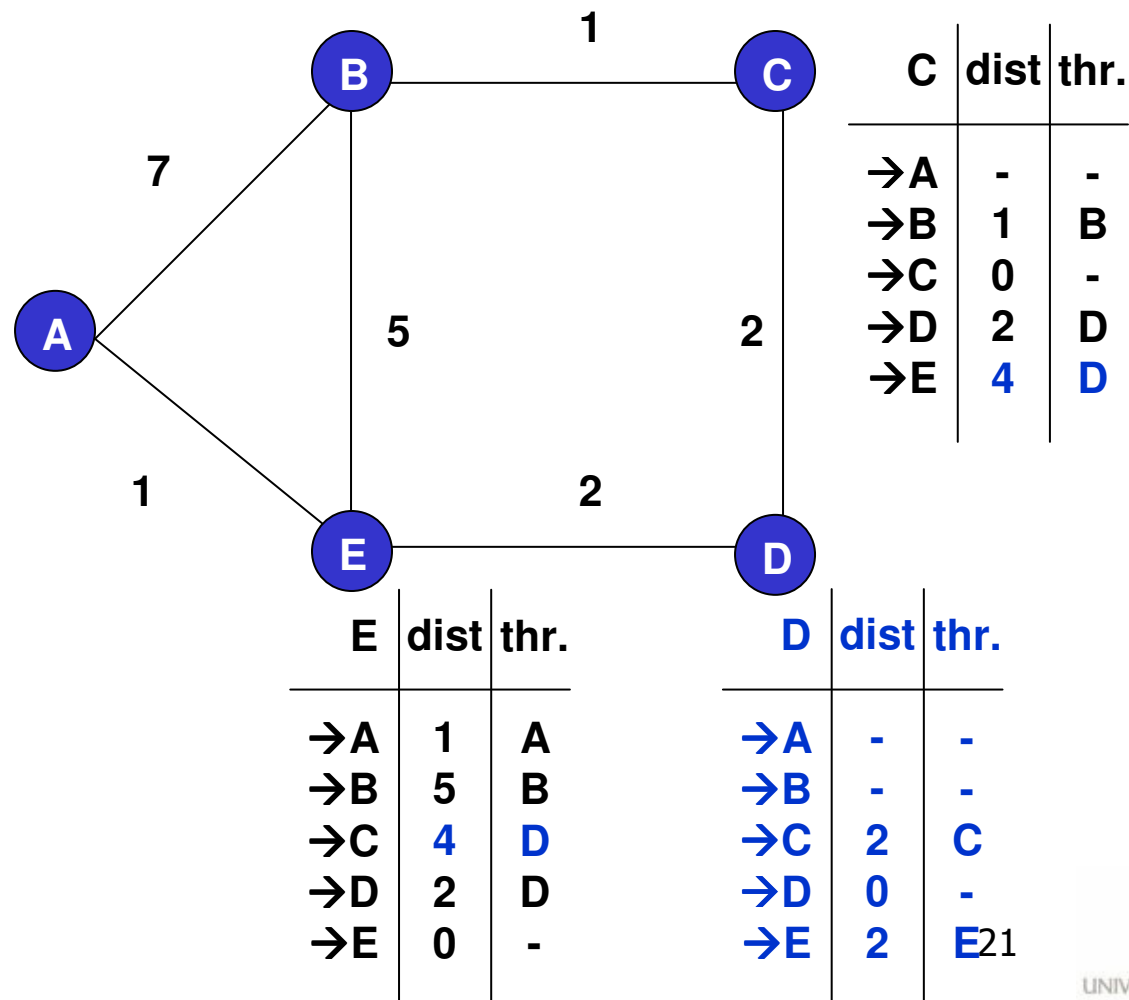 1
B
C
7
A
5
2
1
2
E
D
C dist thr.
→A - -
→B 1 B
→C 0 -
→D 2 D
→E 4 D
E dist thr.
→A 1 A
→B 5 B
→C 4 D
→D 2 D
→E 0 -
D dist thr.
→A - -
→B - -
→C 2 C
→D 0 -
→E 2 E
21
UNIV